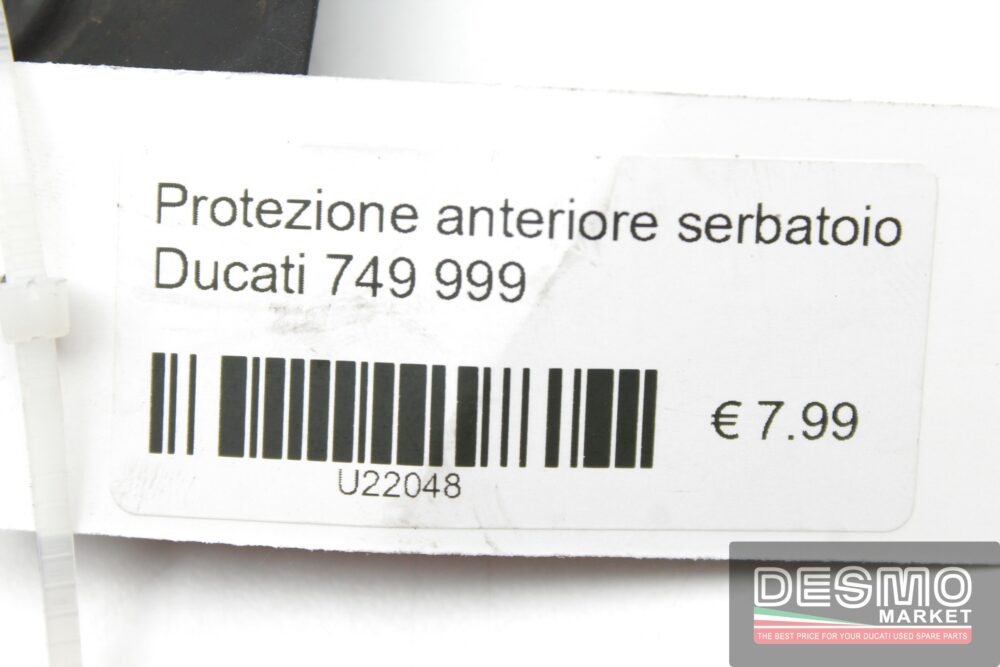 Protezione anteriore serbatoio
Ducati 749 999
€ 7.99
U22048
DESMO
MARKET
THE BEST PRICE FOR YOUR DUCATI USED SPARE PARTS